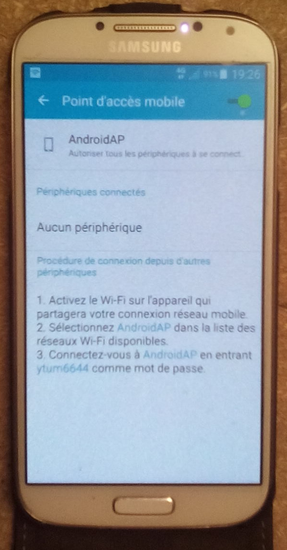 SAMSUNG
4G 91% 19:26
Point d'accès mobile
AndroidAP
Autoriser tous les périphériques à se connect.
Périphériques connectés
Aucun périphérique
Procédure de connexion depuis d'autres
périphériques
1. Activez le Wi-Fi sur l'appareil qui
partagera votre connexion réseau mobile.
2. Sélectionnez AndroidAP dans la liste des
réseaux Wi-Fi disponibles.
3. Connectez-vous à AndroidAP en entrant
ytum6644 comme mot de passe.